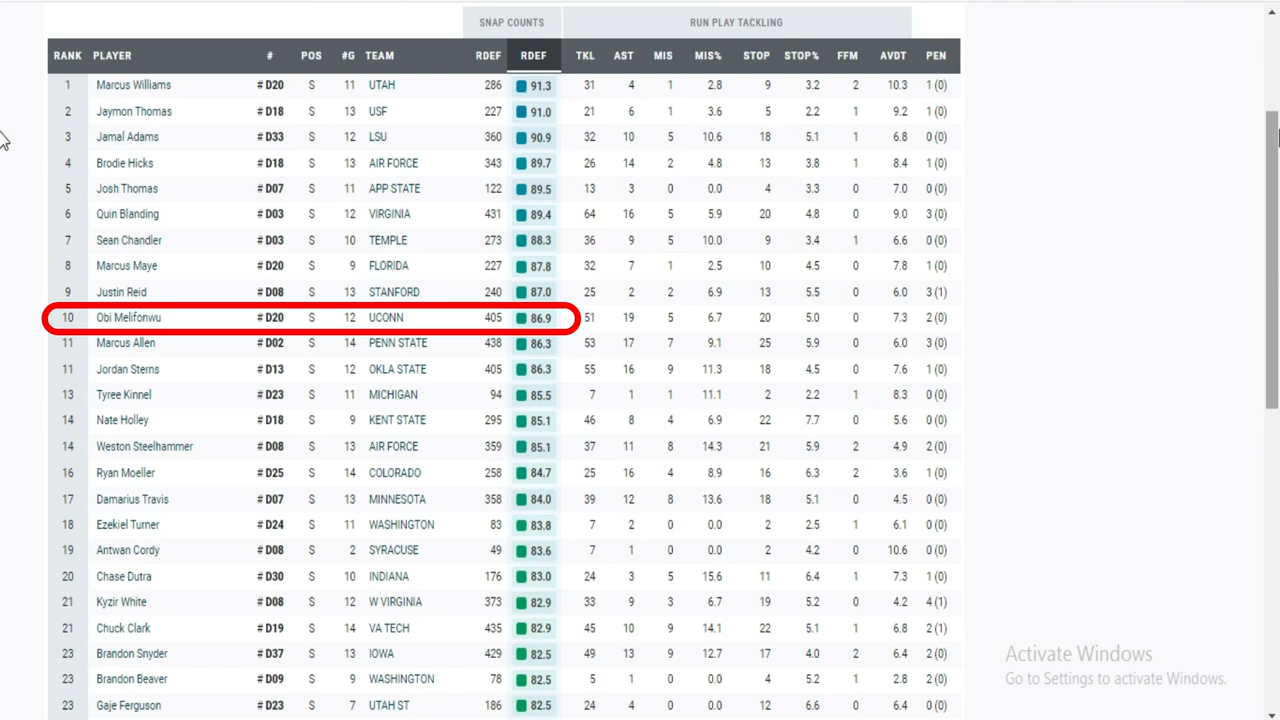 SNAP COUNTS RUN PLAY TACKLING
RANK PLAYER # POS #G TEAM RDEF RDEF TKL AST MIS MIS% STOP STOP% FFM AVDT PEN
1 Marcus Williams # D20 S 11 UTAH 286 91.3 31 4 1 2.8 9 3.2 2 10.3 1 (0)
2 Jaymon Thomas # D18 S 13 USF 227 91.0 21 6 1 3.6 5 2.2 1 9.2 1 (0)
3 Jamal Adams # D33 S 12 LSU 360 90.9 32 10 5 10.6 18 5.1 1 6.8 0 (0)
4 Brodie Hicks # D18 S 13 AIR FORCE 343 89.7 26 14 2 4.8 13 3.8 1 8.4 1 (0)
5 Josh Thomas # D07 S 11 APP STATE 122 89.5 13 3 0 0.0 4 3.3 0 7.0 0 (0)
6 Quin Blanding # D03 S 12 VIRGINIA 431 89.4 64 16 5 5.9 20 4.8 0 9.0 3 (0)
7 Sean Chandler # D03 S 10 TEMPLE 273 88.3 36 9 5 10.0 9 3.4 1 6.6 0 (0)
8 Marcus Maye # D20 S 9 FLORIDA 227 87.8 32 7 1 2.5 10 4.5 0 7.8 1 (0)
9 Justin Reid # D08 S 13 STANFORD 240 87.0 25 2 2 6.9 13 5.5 0 6.0 3 (1)
10 Obi Melifonwu # D20 S 12 UCONN 405 86.9 51 19 5 6.7 20 5.0 0 7.3 2 (0)
11 Marcus Allen # D02 S 14 PENN STATE 438 86.3 53 17 7 9.1 25 5.9 0 6.0 3 (0)
11 Jordan Sterns # D13 S 12 OKLA STATE 405 86.3 55 16 9 11.3 18 4.5 0 7.6 1 (0)
13 Tyree Kinnel # D23 S 11 MICHIGAN 94 85.5 7 1 1 11.1 2 2.2 1 8.3 0 (0)
14 Nate Holley # D18 S 9 KENT STATE 295 85.1 46 8 4 6.9 22 7.7 0 5.6 0 (0)
14 Weston Steelhammer # D08 S 13 AIR FORCE 359 85.1 37 11 8 14.3 21 5.9 2 4.9 2 (0)
16 Ryan Moeller # D25 S 14 COLORADO 258 84.7 25 16 4 8.9 16 6.3 2 3.6 1 (0)
17 Damarius Travis # D07 S 13 MINNESOTA 358 84.0 39 12 8 13.6 18 5.1 0 4.5 0 (0)
18 Ezekiel Turner # D24 S 11 WASHINGTON 83 83.8 7 2 0 0.0 2 2.5 1 6.1 0 (0)
19 Antwan Cordy # D08 S 2 SYRACUSE 49 83.6 7 1 0 0.0 2 4.2 0 10.6 0 (0)
20 Chase Dutra # D30 S 10 INDIANA 176 83.0 24 3 5 15.6 11 6.4 1 7.3 1 (0)
21 Kyzir White # D08 S 12 W VIRGINIA 373 82.9 33 9 3 6.7 19 5.2 0 4.2 4 (1)
21 Chuck Clark # D19 S 14 VA TECH 435 82.9 45 10 9 14.1 22 5.1 1 6.8 2 (1)
23 Brandon Snyder # D37 S 13 IOWA 429 82.5 49 13 9 12.7 17 4.0 2 6.4 2 (0)
23 Brandon Beaver # D09 S 9 WASHINGTON 78 82.5 5 1 0 0.0 4 5.2 1 2.8 2 (0)
23 Gaje Ferguson # D23 S 7 UTAH ST 186 82.5 24 4 0 0.0 12 6.6 0 6.4 0 (0)
Activate Windows
Go to Settings to activate Windows.